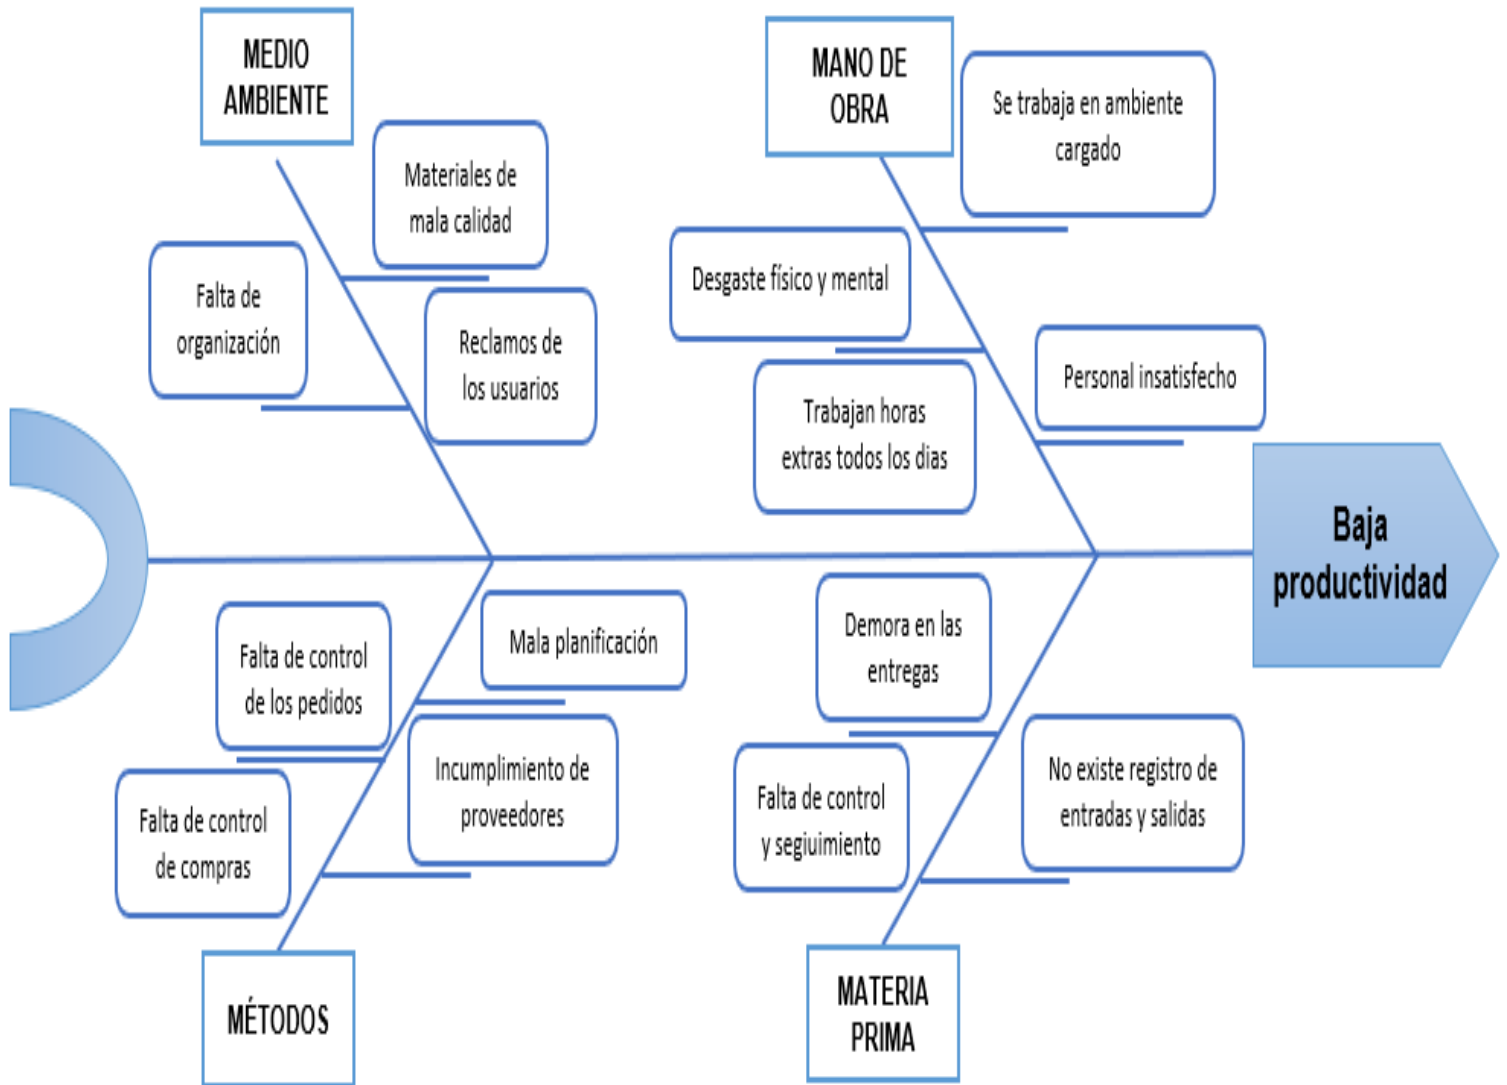 MEDIO
AMBIENTE
Materiales de
mala calidad
Falta de
organización
Reclamos de
los usuarios
MANO DE
OBRA
Se trabaja en ambiente
cargado
Desgaste físico y mental
Trabajan horas
extras todos los dias
Personal insatisfecho
Baja
productividad
Falta de control
de los pedidos
Mala planificación
Falta de control
de compras
Incumplimiento de
proveedores
MÉTODOS
Demora en las
entregas
Falta de control
y segiuimiento
No existe registro de
entradas y salidas
MATERIA
PRIMA